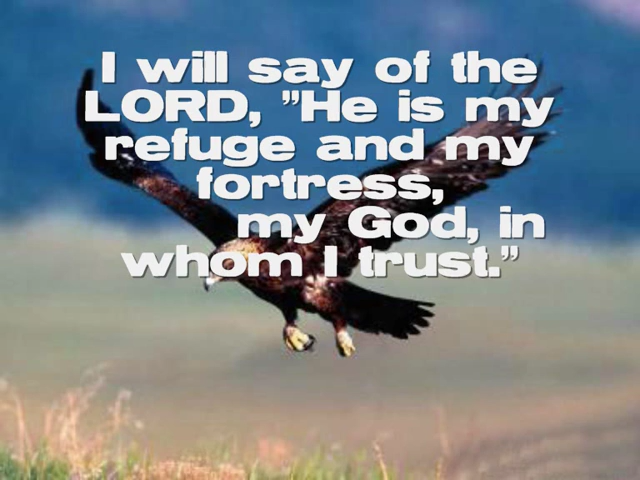 I will say of the
LORD, ”He is my
refuge and my
fortress,
my God, in
whom I trust.”